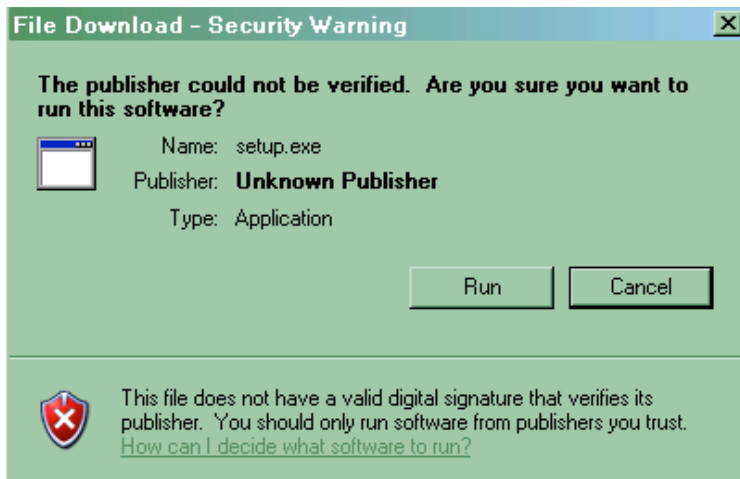 File Download - Security Warning
The publisher could not be verified.  Are you sure you want to
run this software?
Name: setup.exe
Publisher: Unknown Publisher
Type: Application
Run Cancel
This file does not have a valid digital signature that verifies its
publisher.  You should only run software from publishers you trust.
How can I decide what software to run?